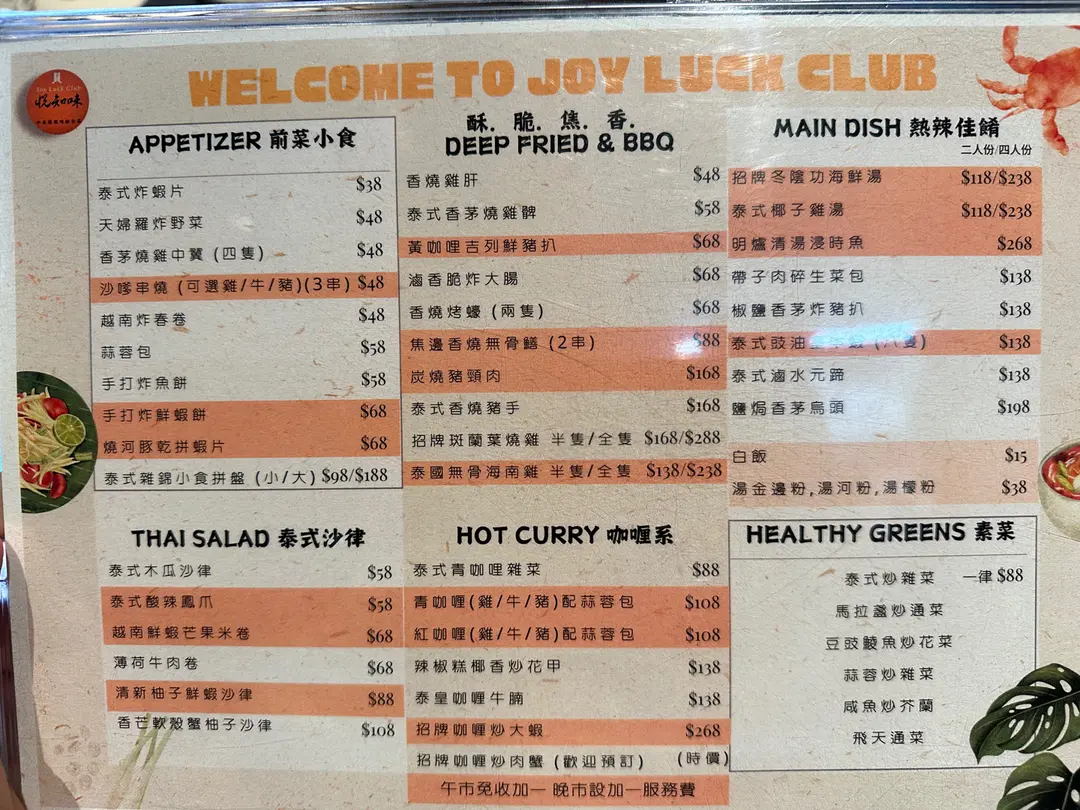 Joy Luck Club
悦知味
WELCOME TO JOY LUCK CLUB
APPETIZER 前菜小食
泰式炸蝦片 $38
天婦羅炸野菜 $48
香茅燒雞中翼 (四隻) $48
沙嗲串燒 (可選雞/牛/豬)(3串) $48
越南炸春卷 $48
蒜蓉包 $58
手打炸魚餅 $58
手打炸鮮蝦餅 $68
燒河豚乾拼蝦片 $68
泰式雜錦小食拼盤 (小/大) $98/$188
酥. 脆. 焦. 香.
DEEP FRIED & BBQ
香燒雞肝 $48
泰式香茅燒雞髀 $58
黃咖哩吉列鮮豬扒 $68
滷香脆炸大腸 $68
香燒烤蠔 (兩隻) $68
焦邊香燒無骨鱔 (2串) $88
炭燒豬頸肉 $168
泰式香燒豬手 $168
招牌斑蘭葉燒雞 半隻/全隻 $168/$288
泰國無骨海南雞 半隻/全隻 $138/$238
MAIN DISH 熱辣佳餚
二人份/四人份
招牌冬陰功海鮮湯 $118/$238
泰式椰子雞湯 $118/$238
明爐清湯浸時魚 $268
帶子肉碎生菜包 $138
椒鹽香茅炸豬扒 $138
泰式豉油 蝦 (八隻) $138
泰式滷水元蹄 $138
鹽焗香茅烏頭 $198
白飯 $15
湯金邊粉,湯河粉,湯檬粉 $38
THAI SALAD 泰式沙律
泰式木瓜沙律 $58
泰式酸辣鳳爪 $58
越南鮮蝦芒果米卷 $68
薄荷牛肉卷 $68
清新柚子鮮蝦沙律 $88
香芒軟殼蟹柚子沙律 $108
HOT CURRY 咖喱系
泰式青咖哩雜菜 $88
青咖喱(雞/牛/豬)配蒜蓉包 $108
紅咖喱(雞/牛/豬)配蒜蓉包 $108
辣椒糕椰香炒花甲 $138
泰皇咖喱牛腩 $138
招牌咖喱炒大蝦 $268
招牌咖喱炒肉蟹 (歡迎預訂) (時價)
午市免收加一 晚市設加一服務費
HEALTHY GREENS 素菜
泰式炒雜菜 一律 $88
馬拉盞炒通菜
豆豉鯪魚炒花菜
蒜蓉炒雜菜
咸魚炒芥蘭
飛天通菜